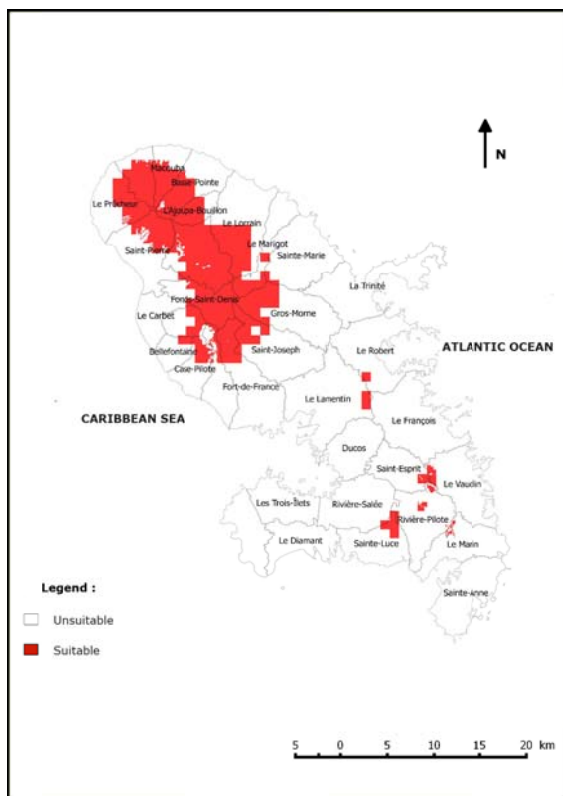 N
Macouba
Basse-Pointe
Le Prêcheur
L'Ajoupa-Bouillon
Le Lorrain
Le Marigot
Saint-Pierre
Sainte-Marie
La Trinité
Fonds-Saint-Denis
Le Carbet
Gros-Morne
ATLANTIC OCEAN
Bellefontaine
Saint-Joseph
Le Robert
Case-Pilote
Fort-de-France
Le Lamentin
CARIBBEAN SEA
Le François
Ducos
Saint-Esprit
Le Vauclin
Les Trois-Îlets
Rivière-Salée
Rivière-Pilote
Le Diamant
Sainte-Luce
Le Marin
Sainte-Anne
Legend :
Unsuitable
Suitable
5 0 5 10 15 20 km